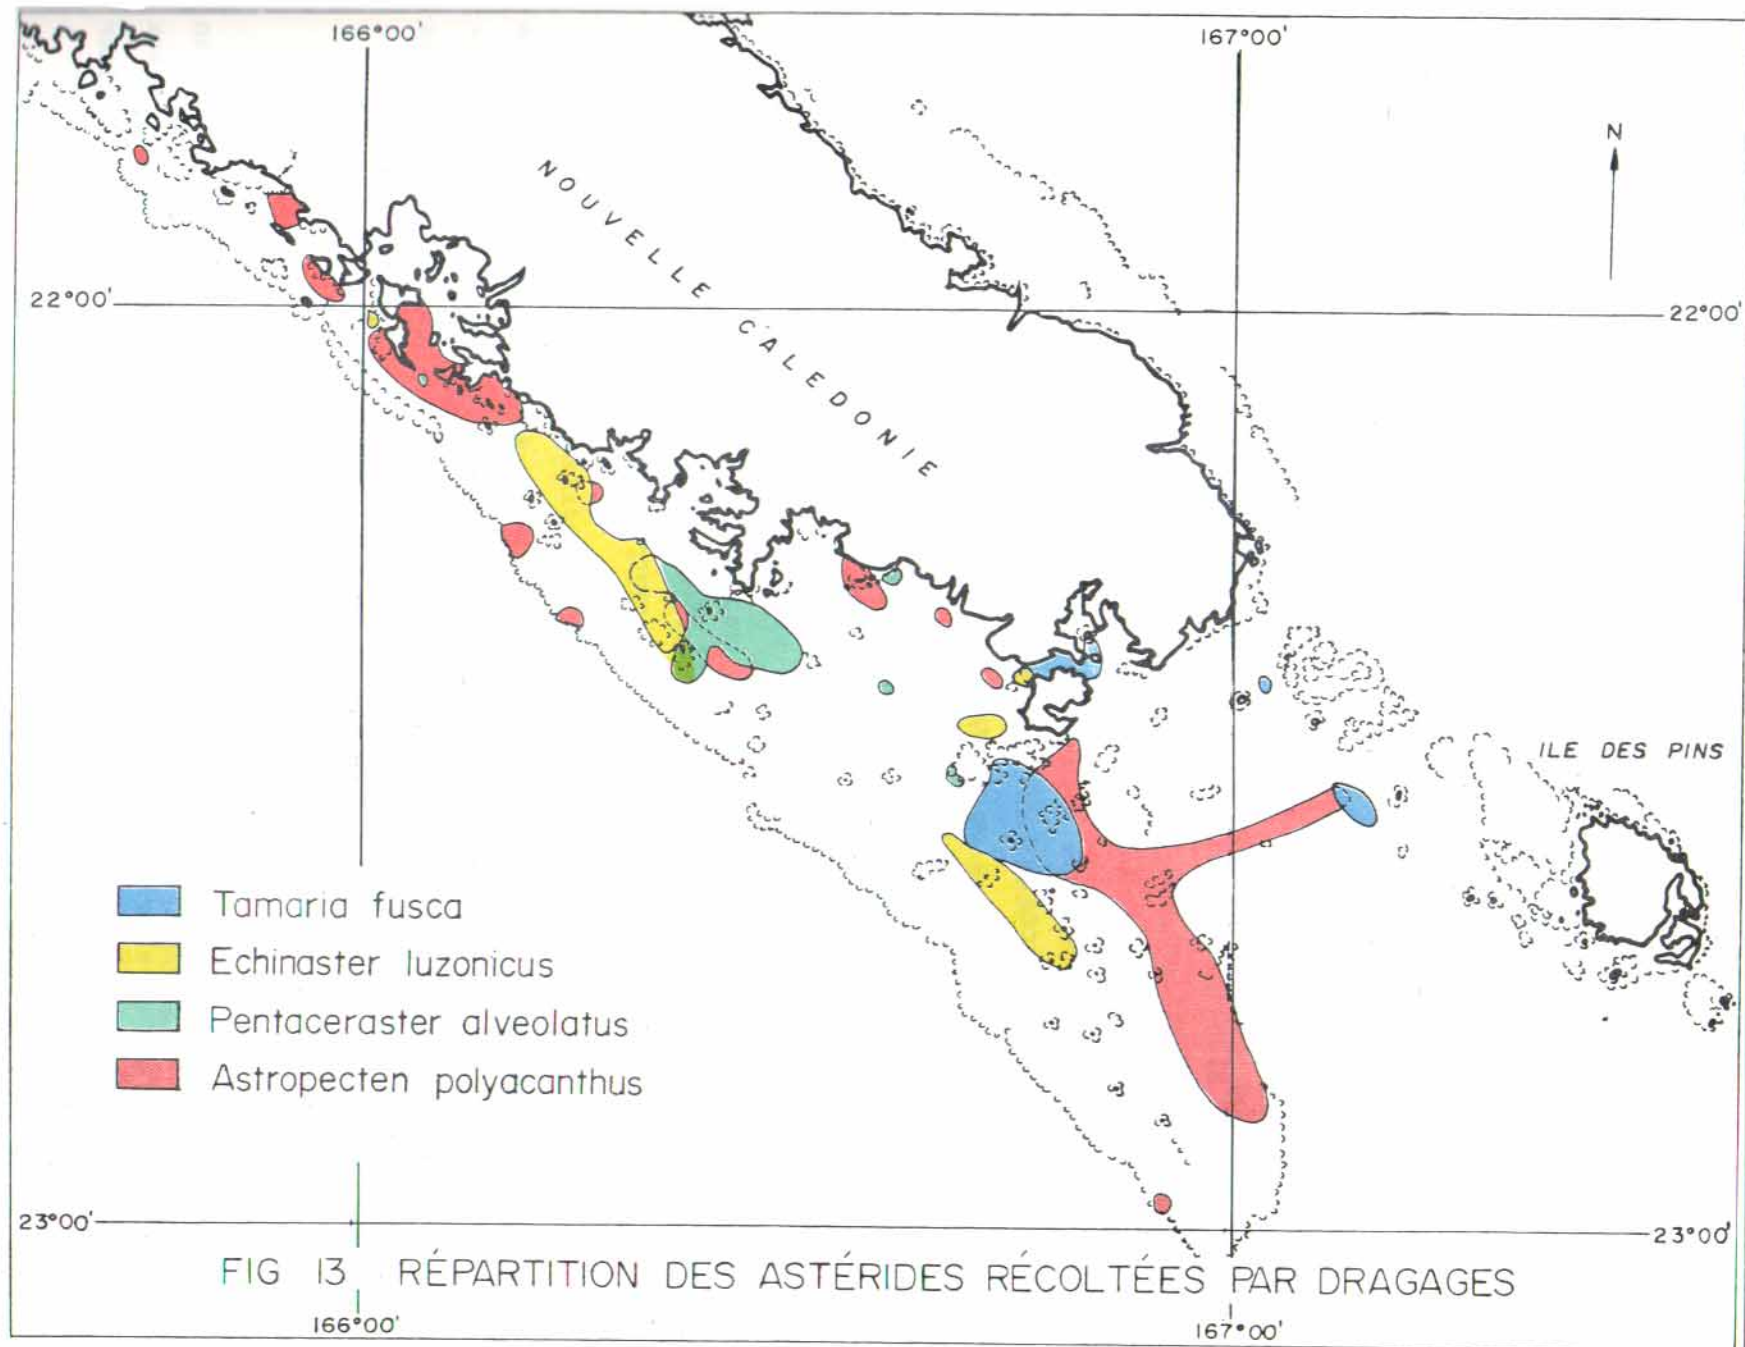 166°00' 167°00'
N
NOUVELLE CALEDONIE
22°00' 22°00'
ILE DES PINS
Tamaria fusca
Echinaster luzonicus
Pentaceraster alveolatus
Astropecten polyacanthus
23°00' 23°00'
FIG 13 RÉPARTITION DES ASTÉRIDES RÉCOLTÉES PAR DRAGAGES
166°00' 167°00'